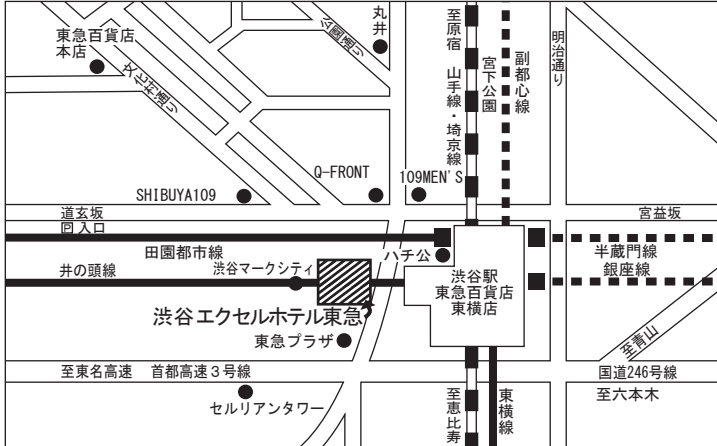 東急百貨店
本店
文化村通り
公園通り
丸井
至原宿
山手線・埼京線
宮下公園
副都心線
明治通り
Q-FRONT
109MEN'S
SHIBUYA109
道玄坂
宮益坂
入口
田園都市線
ハチ公
半蔵門線
井の頭線
渋谷マークシティ
渋谷駅
東急百貨店
東横店
銀座線
渋谷エクセルホテル東急
東急プラザ
至青山
至東名高速 首都高速3号線
国道246号線
セルリアンタワー
至恵比寿
東横線
至六本木